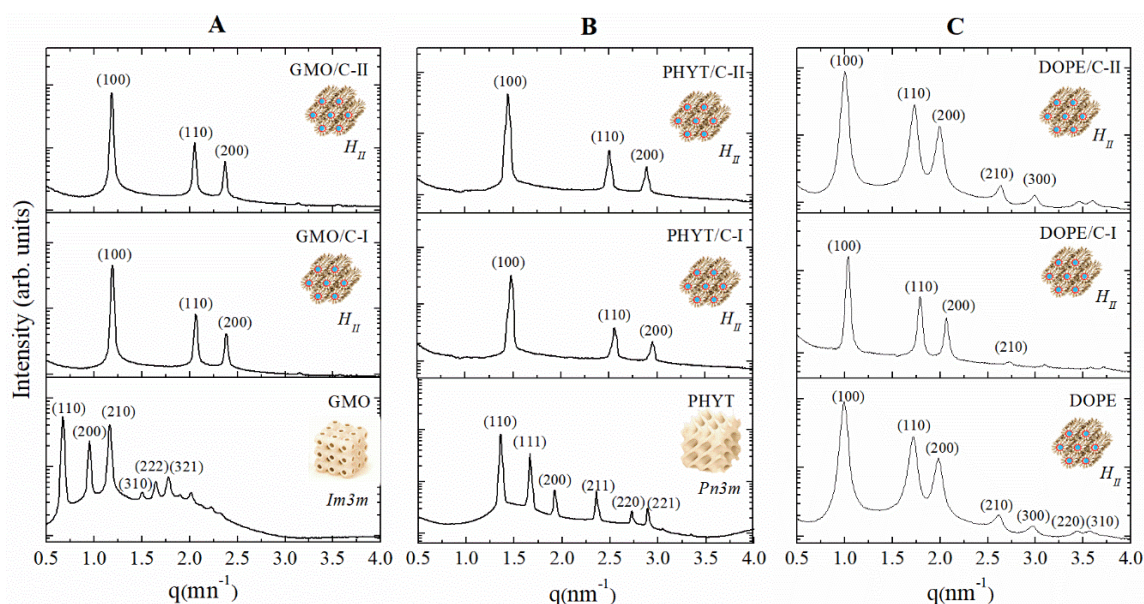 A
B
C
Intensity (arb. units)
GMO/C-II
(100)
(110)
(200)
H_II
GMO/C-I
(100)
(110)
(200)
H_II
GMO
(110)
(200)
(210)
(310)
(222)
(321)
Im3m
0.5 1.0 1.5 2.0 2.5 3.0 3.5 4.0
q(mn⁻¹)
PHYT/C-II
(100)
(110)
(200)
H_II
PHYT/C-I
(100)
(110)
(200)
H_II
PHYT
(110)
(111)
(200)
(211)
(220)
(221)
Pn3m
0.5 1.0 1.5 2.0 2.5 3.0 3.5 4.0
q(nm⁻¹)
DOPE/C-II
(100)
(110)
(200)
(210)
(300)
H_II
DOPE/C-I
(100)
(110)
(200)
(210)
H_II
DOPE
(100)
(110)
(200)
(210)
(300)
(220)
(310)
H_II
0.5 1.0 1.5 2.0 2.5 3.0 3.5 4.0
q(nm⁻¹)